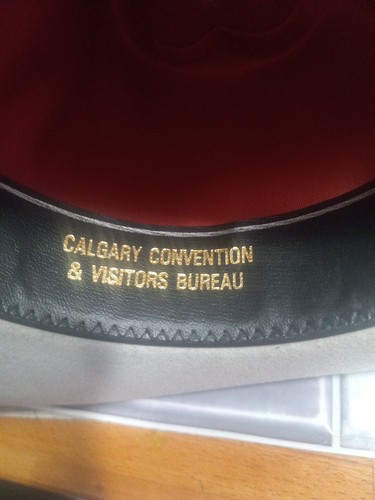 CALGARY CONVENTION
& VISITORS BUREAU